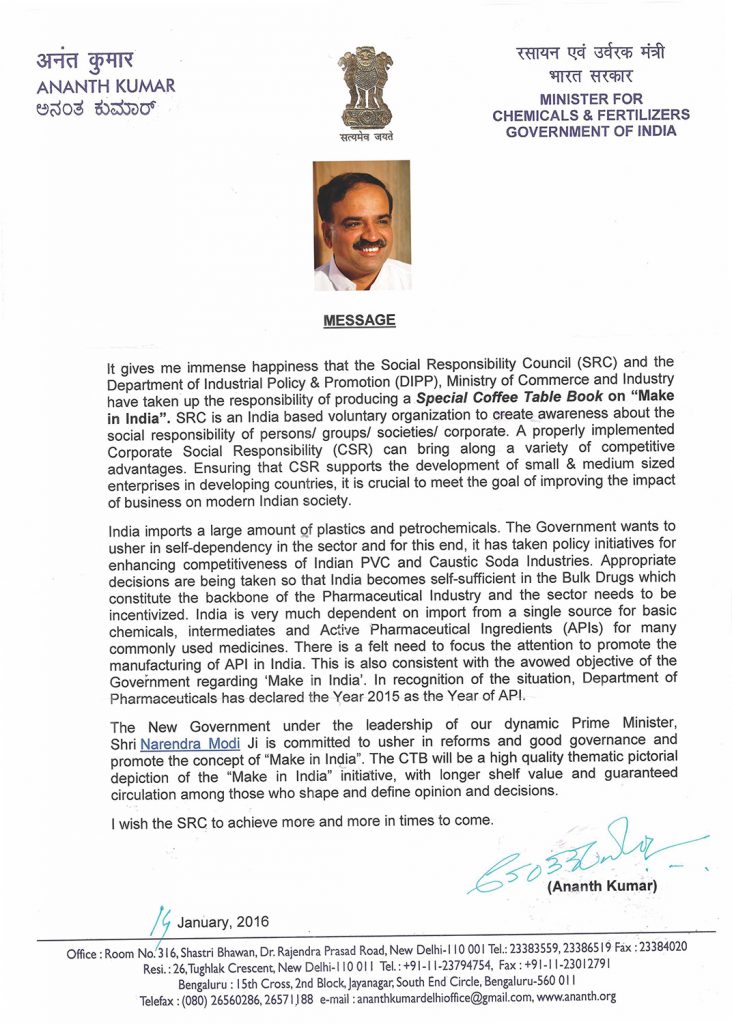 अनंत कुमार
ANANTH KUMAR
ಅನಂತ ಕುಮಾರ್
सत्यमेव जयते
रसायन एवं उर्वरक मंत्री
भारत सरकार
MINISTER FOR
CHEMICALS & FERTILIZERS
GOVERNMENT OF INDIA
MESSAGE
It gives me immense happiness that the Social Responsibility Council (SRC) and the
Department of Industrial Policy & Promotion (DIPP), Ministry of Commerce and Industry
have taken up the responsibility of producing a Special Coffee Table Book on “Make
in India”. SRC is an India based voluntary organization to create awareness about the
social responsibility of persons/ groups/ societies/ corporate. A properly implemented
Corporate Social Responsibility (CSR) can bring along a variety of competitive
advantages. Ensuring that CSR supports the development of small & medium sized
enterprises in developing countries, it is crucial to meet the goal of improving the impact
of business on modern Indian society.
India imports a large amount of plastics and petrochemicals. The Government wants to
usher in self-dependency in the sector and for this end, it has taken policy initiatives for
enhancing competitiveness of Indian PVC and Caustic Soda Industries. Appropriate
decisions are being taken so that India becomes self-sufficient in the Bulk Drugs which
constitute the backbone of the Pharmaceutical Industry and the sector needs to be
incentivized. India is very much dependent on import from a single source for basic
chemicals, intermediates and Active Pharmaceutical Ingredients (APIs) for many
commonly used medicines. There is a felt need to focus the attention to promote the
manufacturing of API in India. This is also consistent with the avowed objective of the
Government regarding ‘Make in India’. In recognition of the situation, Department of
Pharmaceuticals has declared the Year 2015 as the Year of API.
The New Government under the leadership of our dynamic Prime Minister,
Shri Narendra Modi Ji is committed to usher in reforms and good governance and
promote the concept of “Make in India”. The CTB will be a high quality thematic pictorial
depiction of the “Make in India” initiative, with longer shelf value and guaranteed
circulation among those who shape and define opinion and decisions.
I wish the SRC to achieve more and more in times to come.
(Ananth Kumar)
14 January, 2016
Office : Room No. 316, Shastri Bhawan, Dr. Rajendra Prasad Road, New Delhi-110 001 Tel.: 23383559, 23386519 Fax : 23384020
Resi. : 26, Tughlak Crescent, New Delhi-110 011 Tel. : +91-11-23794754, Fax : +91-11-23012791
Bengaluru : 15th Cross, 2nd Block, Jayanagar, South End Circle, Bengaluru-560 011
Telefax : (080) 26560286, 26571188 e-mail : ananthkumardelhioffice@gmail.com, www.ananth.org